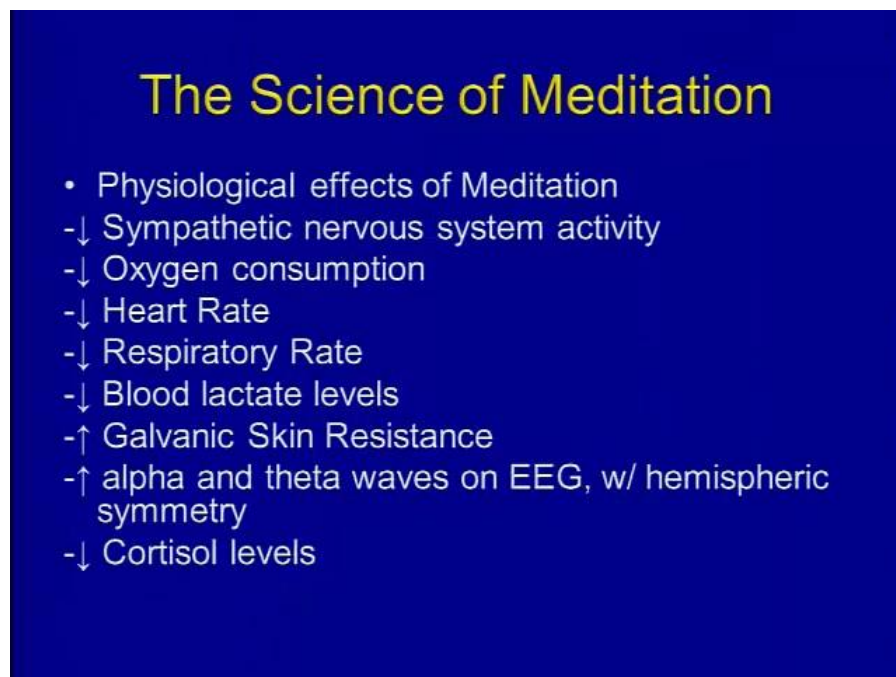 The Science of Meditation
• Physiological effects of Meditation
-↓ Sympathetic nervous system activity
-↓ Oxygen consumption
-↓ Heart Rate
-↓ Respiratory Rate
-↓ Blood lactate levels
-↑ Galvanic Skin Resistance
-↑ alpha and theta waves on EEG, w/ hemispheric
symmetry
-↓ Cortisol levels